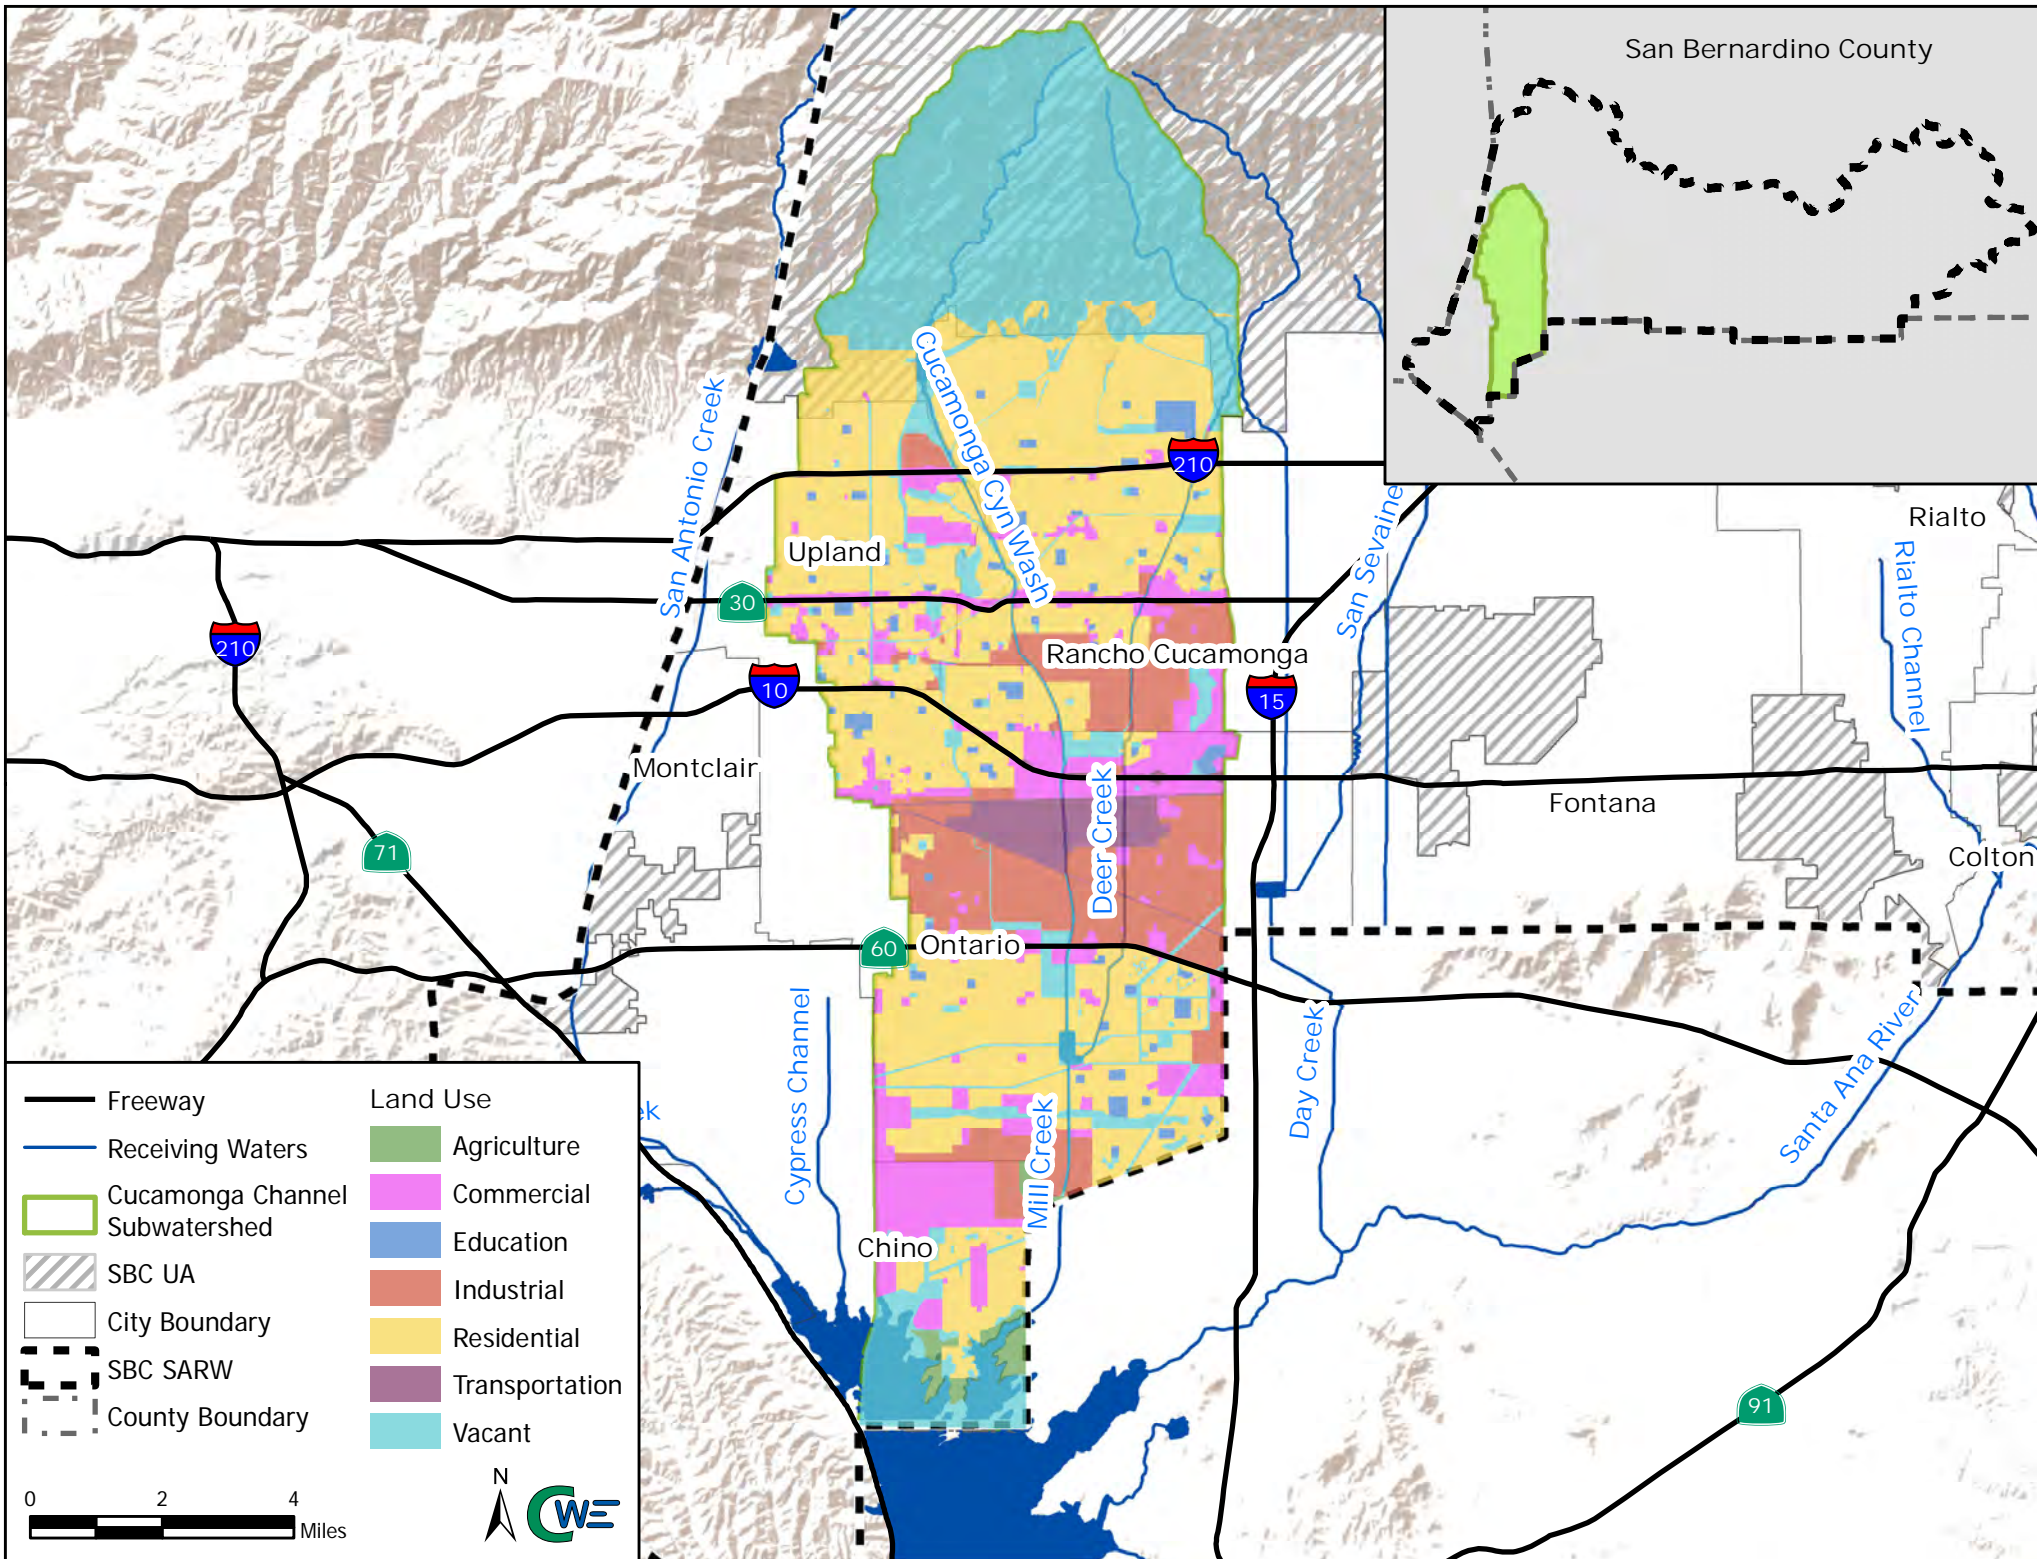 San Bernardino County
Rialto
Rialto Channel
San Antonio Creek
Cucamonga Cyn Wash
San Sevaine
210
Upland
30
210
Rancho Cucamonga
10
15
Montclair
Deer Creek
Fontana
71
Colton
60
Ontario
Cypress Channel
Day Creek
Santa Ana River
Mill Creek
Chino
ek
91
Freeway
Receiving Waters
Cucamonga Channel
Subwatershed
SBC UA
City Boundary
SBC SARW
County Boundary
Land Use
Agriculture
Commercial
Education
Industrial
Residential
Transportation
Vacant
0 2 4
Miles
N
CWE